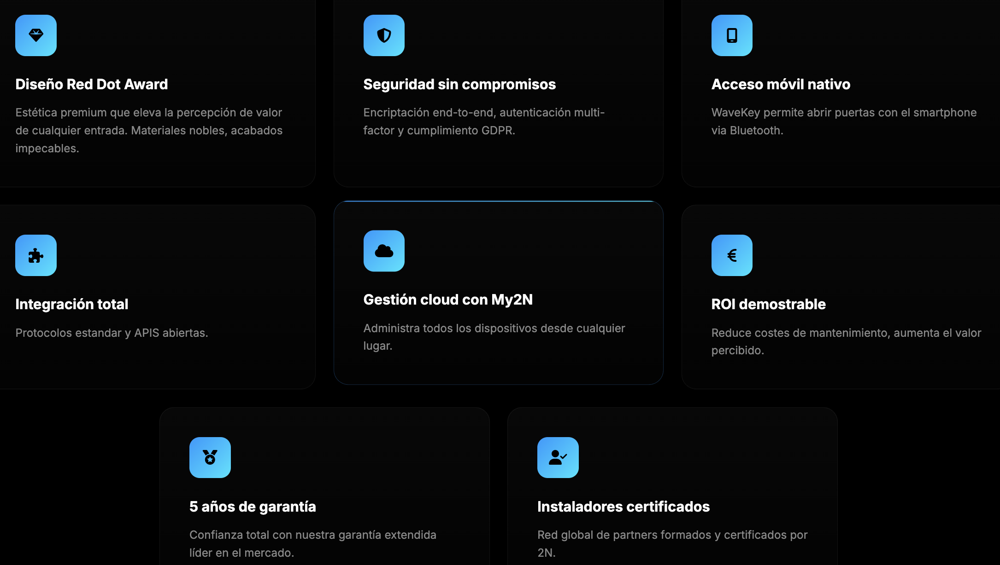 Diseño Red Dot Award
Estética premium que eleva la percepción de valor
de cualquier entrada. Materiales nobles, acabados
impecables.
Seguridad sin compromisos
Encriptación end-to-end, autenticación multi-
factor y cumplimiento GDPR.
Acceso móvil nativo
WaveKey permite abrir puertas con el smartphone
via Bluetooth.
Integración total
Protocolos estandar y APIS abiertas.
Gestión cloud con My2N
Administra todos los dispositivos desde cualquier
lugar.
ROI demostrable
Reduce costes de mantenimiento, aumenta el valor
percibido.
5 años de garantía
Confianza total con nuestra garantía extendida
líder en el mercado.
Instaladores certificados
Red global de partners formados y certificados por
2N.